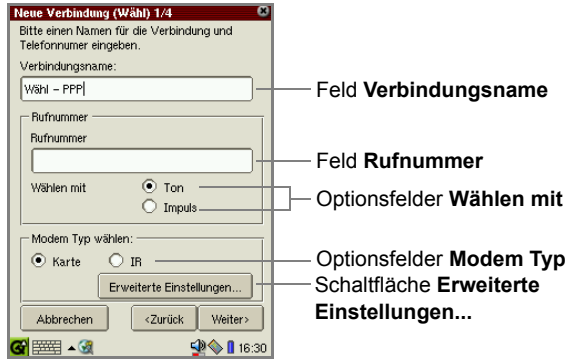 Neue Verbindung (Wähl) 1/4
Bitte einen Namen für die Verbindung und
Telefonnumer eingeben.
Verbindungsname:
Wähl – PPP
Feld Verbindungsname
Rufnummer
Rufnummer
Feld Rufnummer
Wählen mit
Ton
Impuls
Optionsfelder Wählen mit
Modem Typ wählen:
Karte
IR
Optionsfelder Modem Typ
Erweiterte Einstellungen...
Schaltfläche Erweiterte
Einstellungen...
Abbrechen
<Zurück
Weiter>
16:30